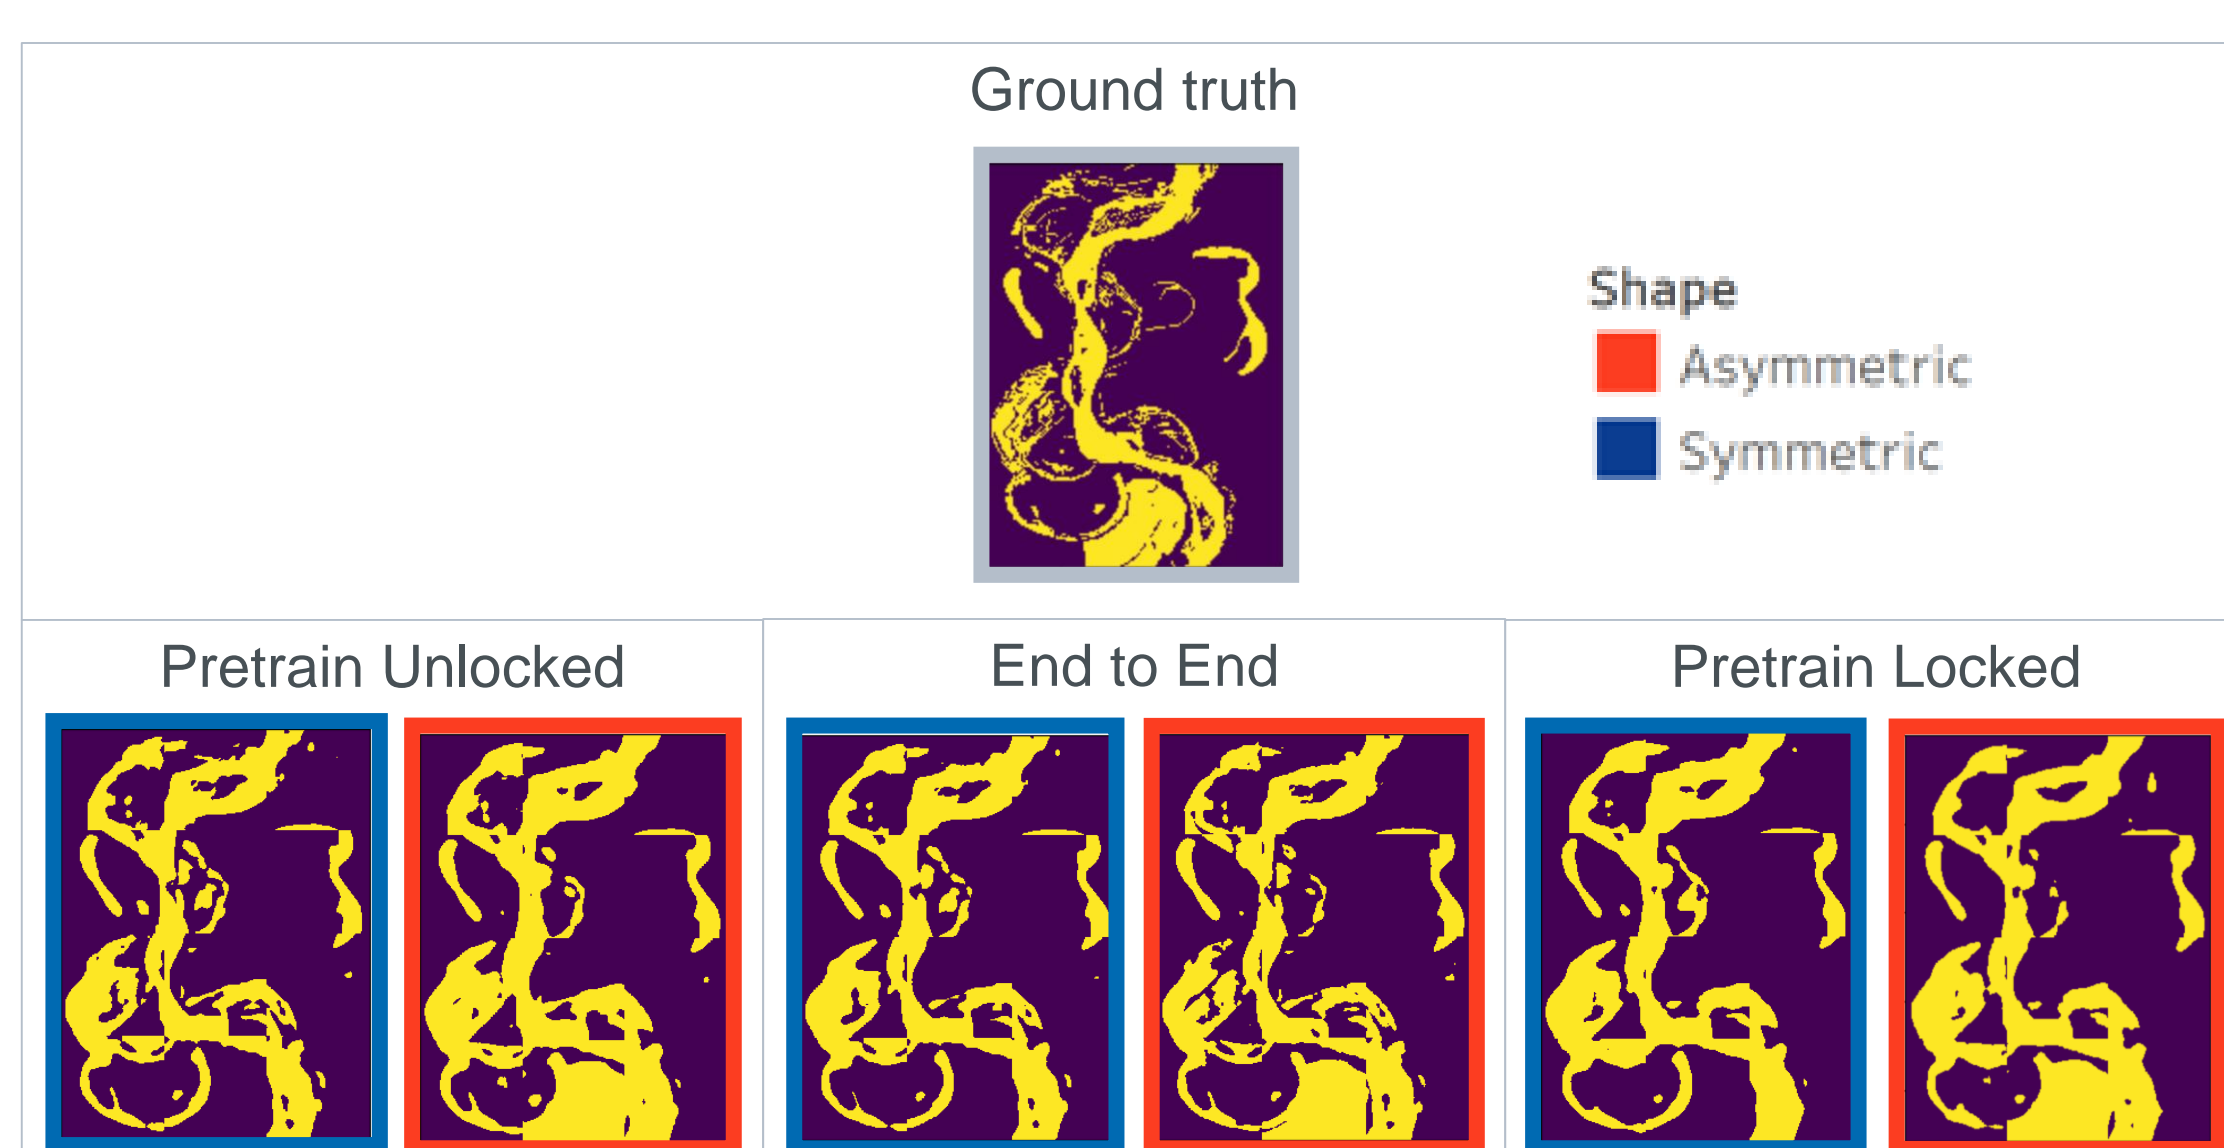 Ground truth
Shape
Asymmetric
Symmetric
Pretrain Unlocked
End to End
Pretrain Locked